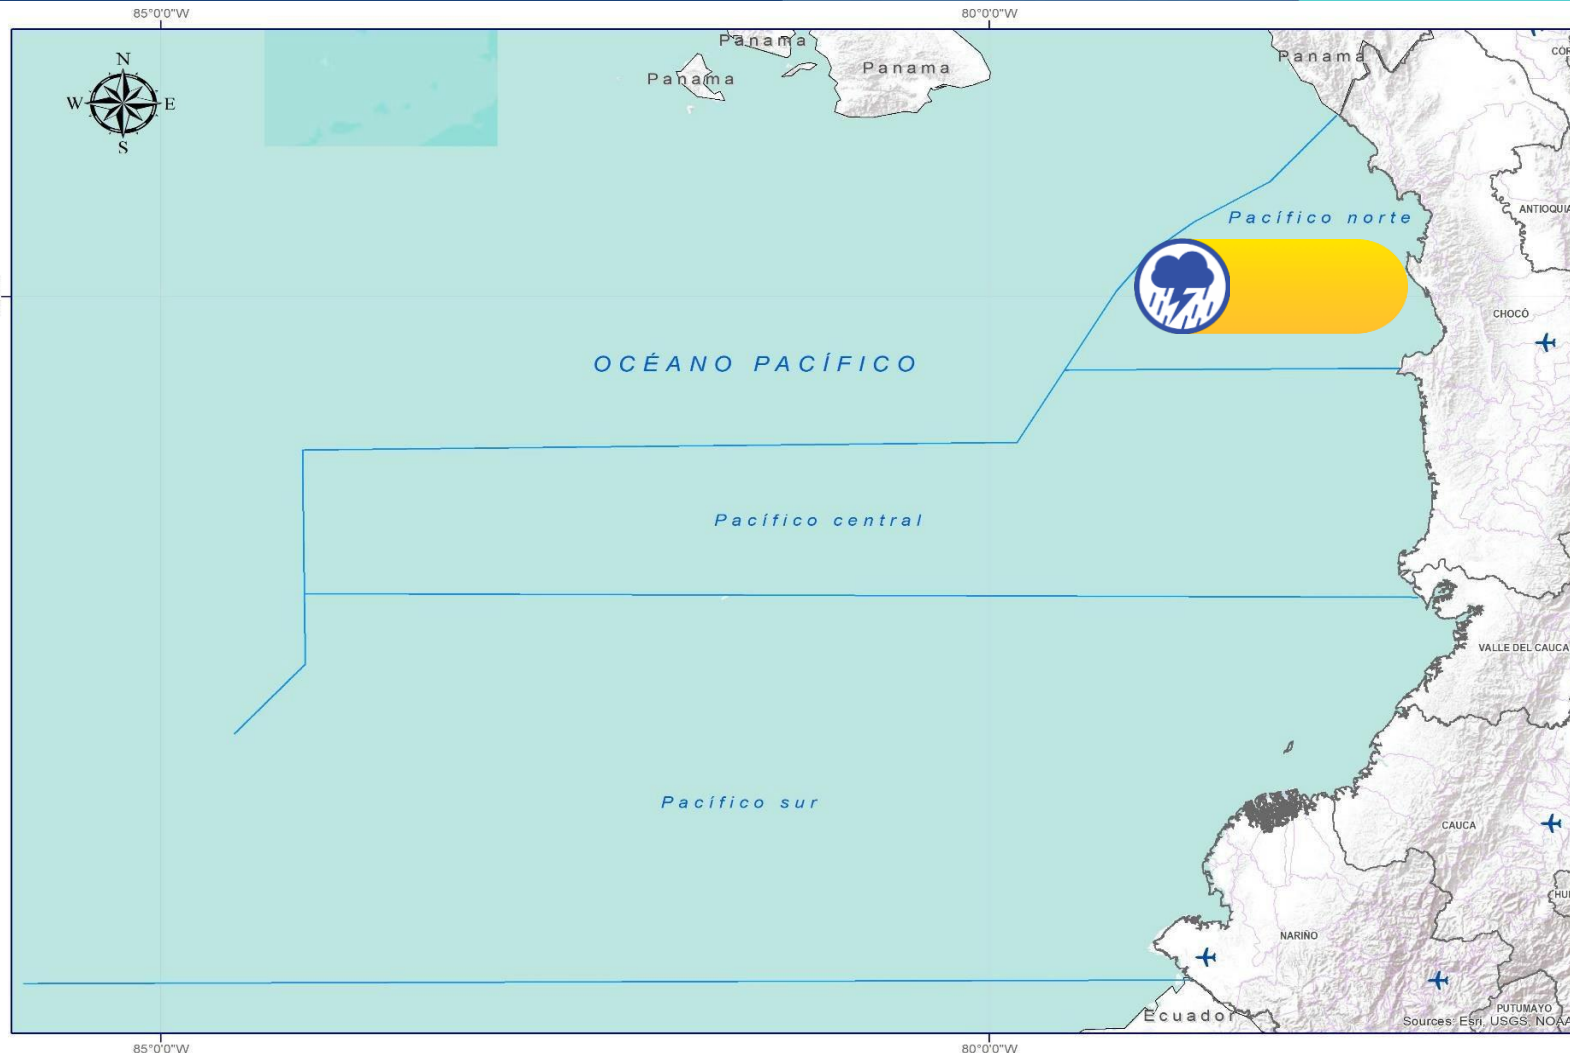 85°0'0"W 80°0'0"W
N
W E
S
Panama
Panama
Panama
Panama
Pacífico norte
ANTIOQUIA
CHOCÓ
OCÉANO PACÍFICO
Pacífico central
VALLE DEL CAUCA
Pacífico sur
CAUCA
NARIÑO
PUTUMAYO
Ecuador
Sources: Esri, USGS, NOAA
85°0'0"W 80°0'0"W